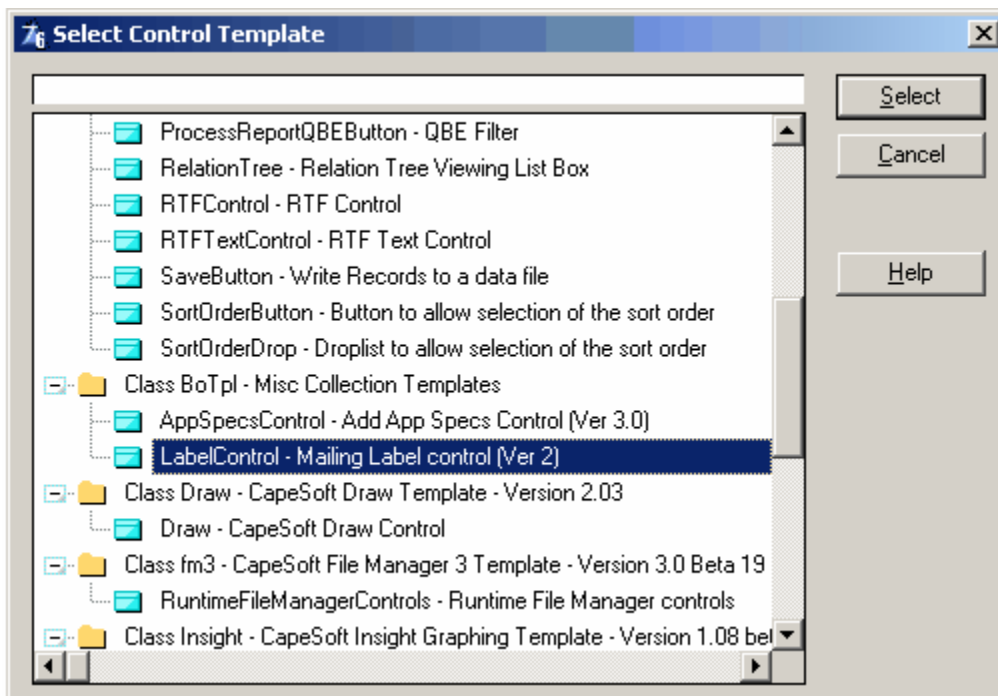 Select Control Template
Select
ProcessReportQBEButton - QBE Filter
Cancel
RelationTree - Relation Tree Viewing List Box
RTFControl - RTF Control
RTFTextControl - RTF Text Control
Help
SaveButton - Write Records to a data file
SortOrderButton - Button to allow selection of the sort order
SortOrderDrop - Droplist to allow selection of the sort order
Class BoTpl - Misc Collection Templates
AppSpecsControl - Add App Specs Control (Ver 3.0)
LabelControl - Mailing Label control (Ver 2)
Class Draw - CapeSoft Draw Template - Version 2.03
Draw - CapeSoft Draw Control
Class fm3 - CapeSoft File Manager 3 Template - Version 3.0 Beta 19
RuntimeFileManagerControls - Runtime File Manager controls
Class Insight - CapeSoft Insight Graphing Template - Version 1.08